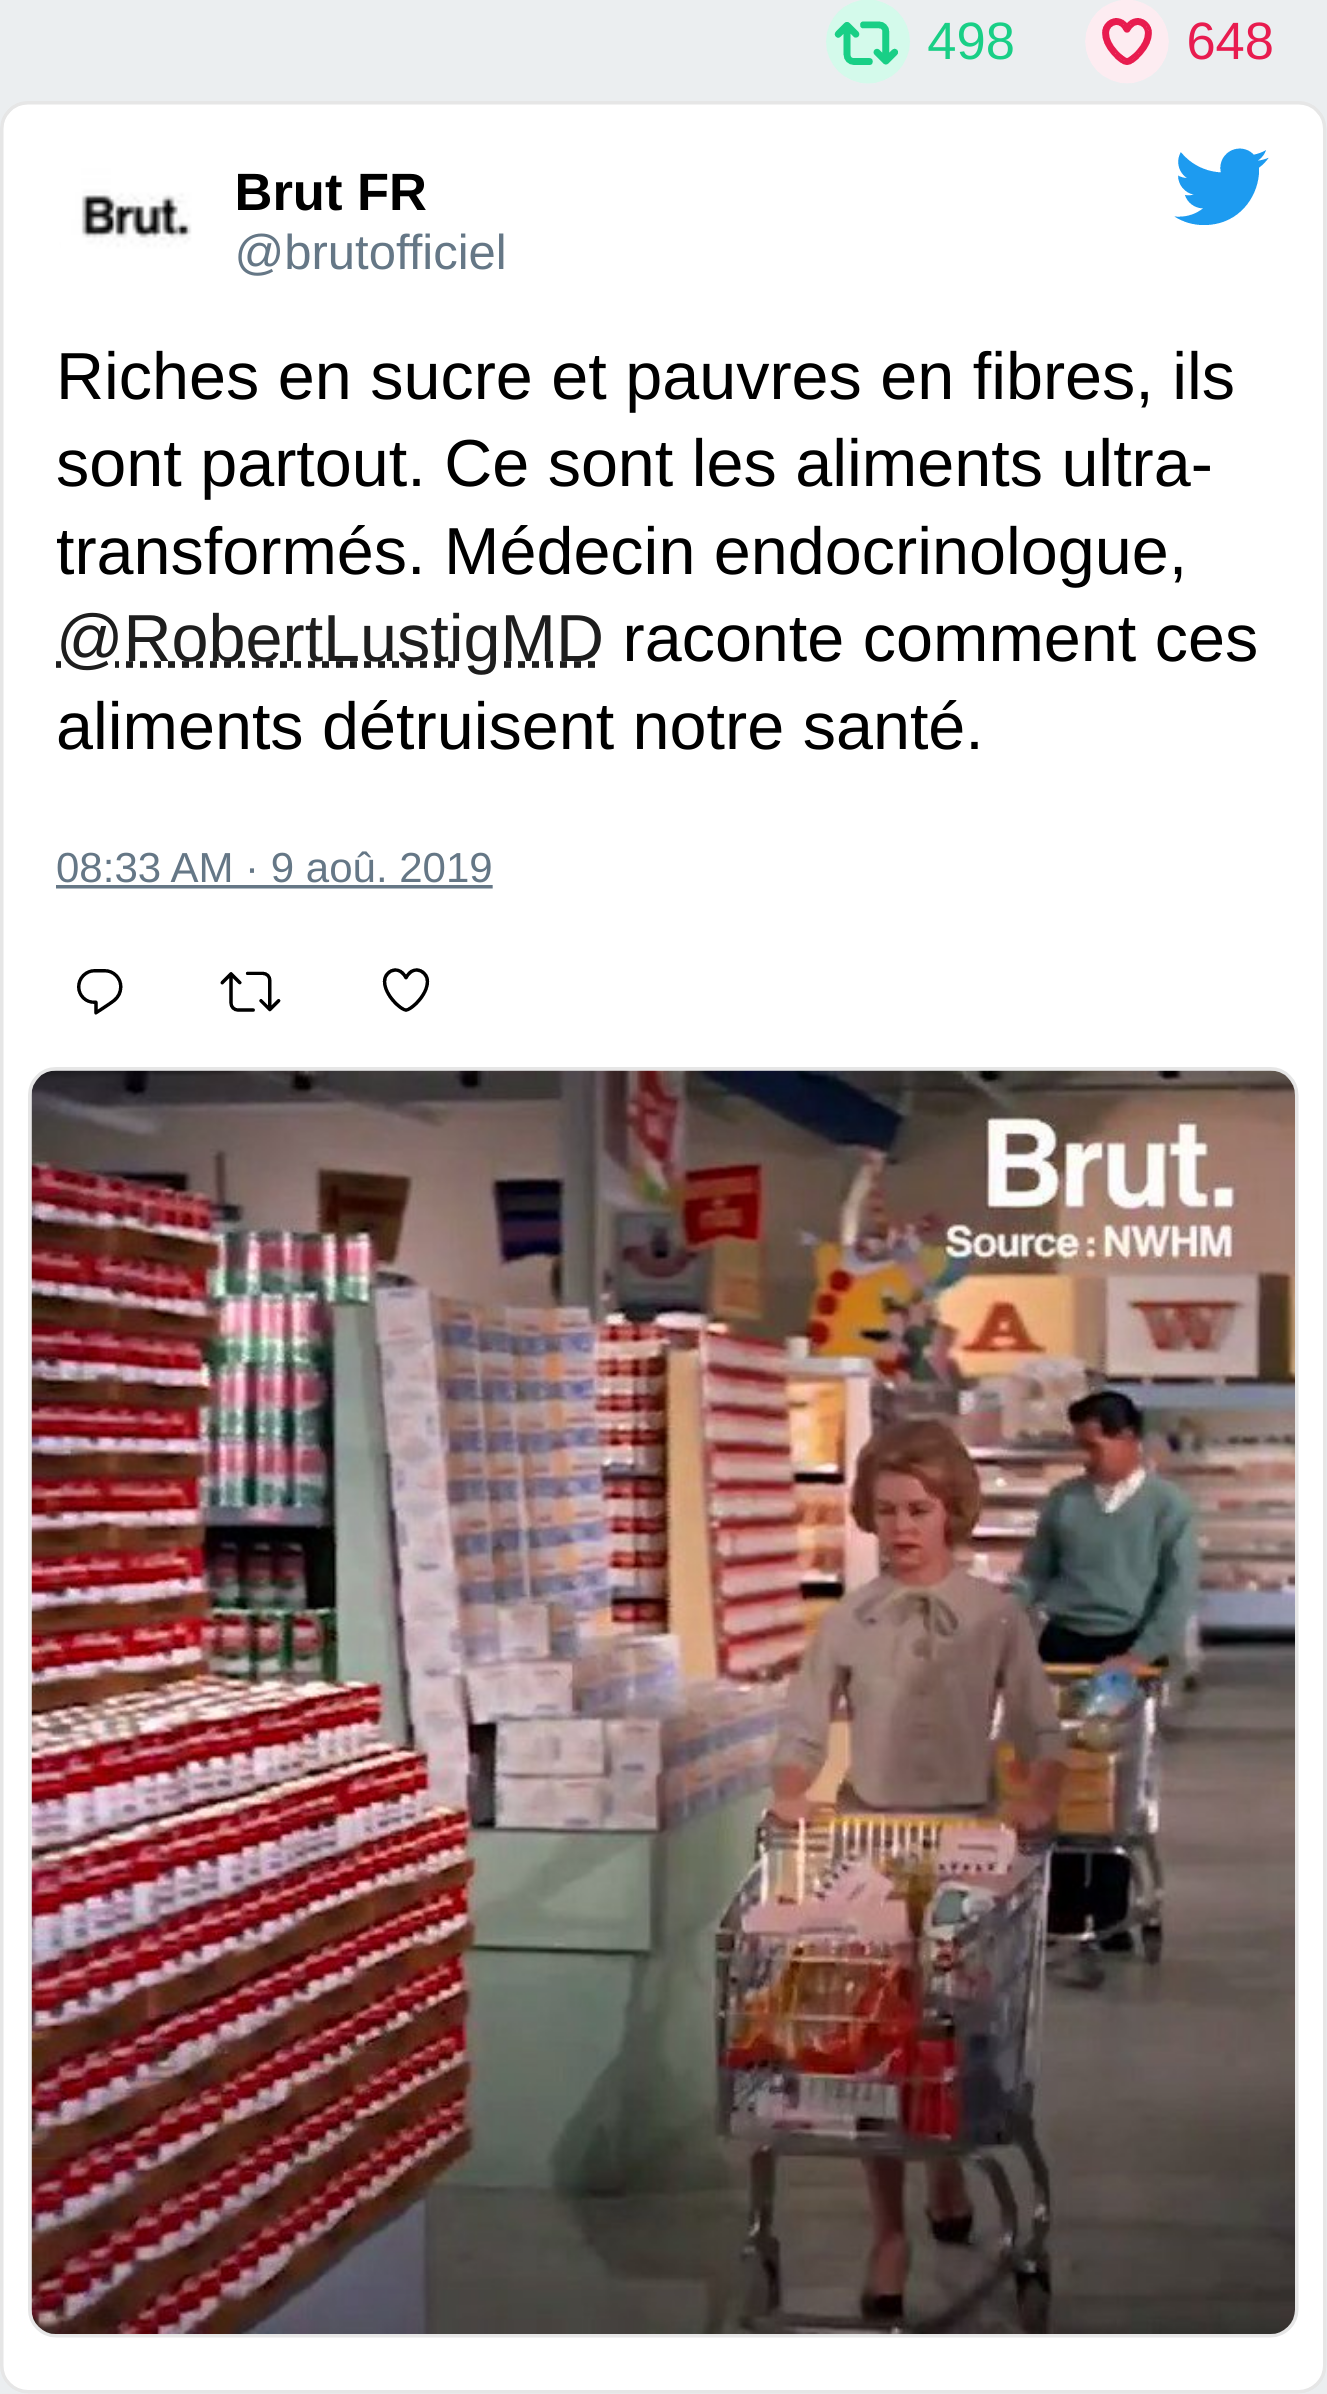 498 648
Brut.
Brut FR
@brutofficiel
Riches en sucre et pauvres en fibres, ils
sont partout. Ce sont les aliments ultra-
transformés. Médecin endocrinologue,
@RobertLustigMD raconte comment ces
aliments détruisent notre santé.
08:33 AM · 9 aoû. 2019
Brut.
Source : NWHM
A W